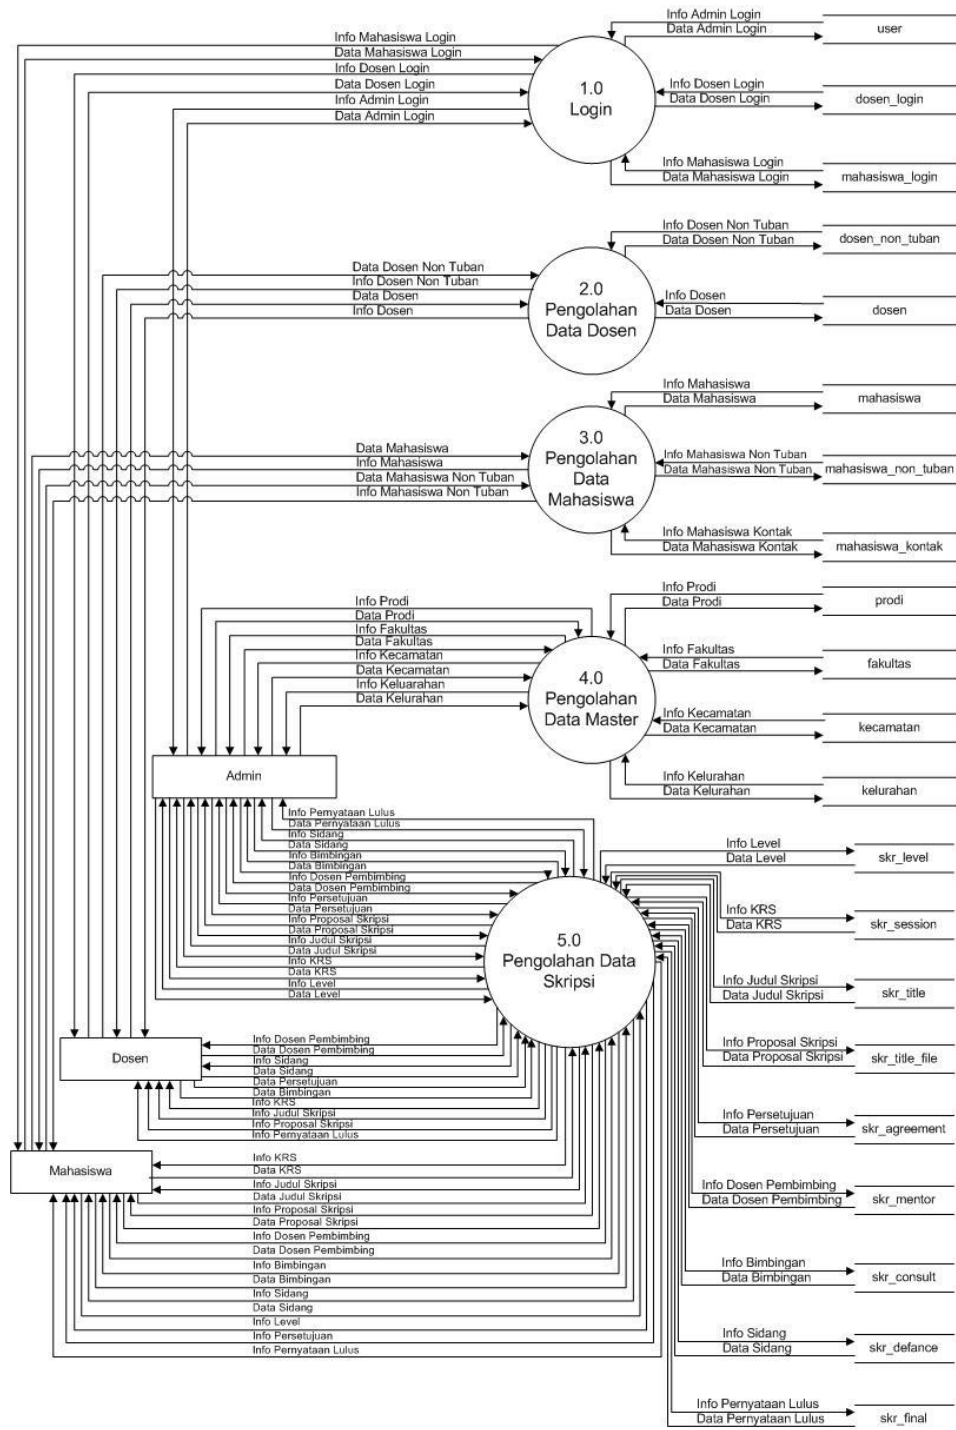 Info Admin Login
Data Admin Login
user
Info Mahasiswa Login
Data Mahasiswa Login
Info Dosen Login
Data Dosen Login
Info Admin Login
Data Admin Login
1.0
Login
Info Dosen Login
Data Dosen Login
dosen_login
Info Mahasiswa Login
Data Mahasiswa Login
mahasiswa_login
Info Dosen Non Tuban
Data Dosen Non Tuban
dosen_non_tuban
Data Dosen Non Tuban
Info Dosen Non Tuban
Data Dosen
Info Dosen
2.0
Pengolahan
Data Dosen
Info Dosen
Data Dosen
dosen
Info Mahasiswa
Data Mahasiswa
mahasiswa
Data Mahasiswa
Info Mahasiswa
Data Mahasiswa Non Tuban
Info Mahasiswa Non Tuban
3.0
Pengolahan
Data
Mahasiswa
Info Mahasiswa Non Tuban
Data Mahasiswa Non Tuban
mahasiswa_non_tuban
Info Mahasiswa Kontak
Data Mahasiswa Kontak
mahasiswa_kontak
Info Prodi
Data Prodi
prodi
Info Prodi
Data Prodi
Info Fakultas
Data Fakultas
Info Kecamatan
Data Kecamatan
Info Keluarahan
Data Kelurahan
4.0
Pengolahan
Data Master
Info Fakultas
Data Fakultas
fakultas
Info Kecamatan
Data Kecamatan
kecamatan
Info Kelurahan
Data Kelurahan
kelurahan
Admin
Info Pernyataan Lulus
Data Pernyataan Lulus
Info Sidang
Data Sidang
Info Bimbingan
Data Bimbingan
Info Dosen Pembimbing
Data Dosen Pembimbing
Info Persetujuan
Data Persetujuan
Info Proposal Skripsi
Data Proposal Skripsi
Info Judul Skripsi
Data Judul Skripsi
Info KRS
Data KRS
Info Level
Data Level
5.0
Pengolahan Data
Skripsi
Info Level
Data Level
skr_level
Info KRS
Data KRS
skr_session
Info Judul Skripsi
Data Judul Skripsi
skr_title
Info Proposal Skripsi
Data Proposal Skripsi
skr_title_file
Info Persetujuan
Data Persetujuan
skr_agreement
Info Dosen Pembimbing
Data Dosen Pembimbing
skr_mentor
Info Bimbingan
Data Bimbingan
skr_consult
Info Sidang
Data Sidang
skr_defance
Info Pernyataan Lulus
Data Pernyataan Lulus
skr_final
Dosen
Info Dosen Pembimbing
Data Dosen Pembimbing
Info Sidang
Data Sidang
Data Persetujuan
Data Bimbingan
Info KRS
Info Judul Skripsi
Info Proposal Skripsi
Info Pernyataan Lulus
Mahasiswa
Info KRS
Data KRS
Info Judul Skripsi
Data Judul Skripsi
Info Proposal Skripsi
Data Proposal Skripsi
Info Dosen Pembimbing
Data Dosen Pembimbing
Info Bimbingan
Data Bimbingan
Info Sidang
Data Sidang
Info Level
Info Persetujuan
Info Pernyataan Lulus